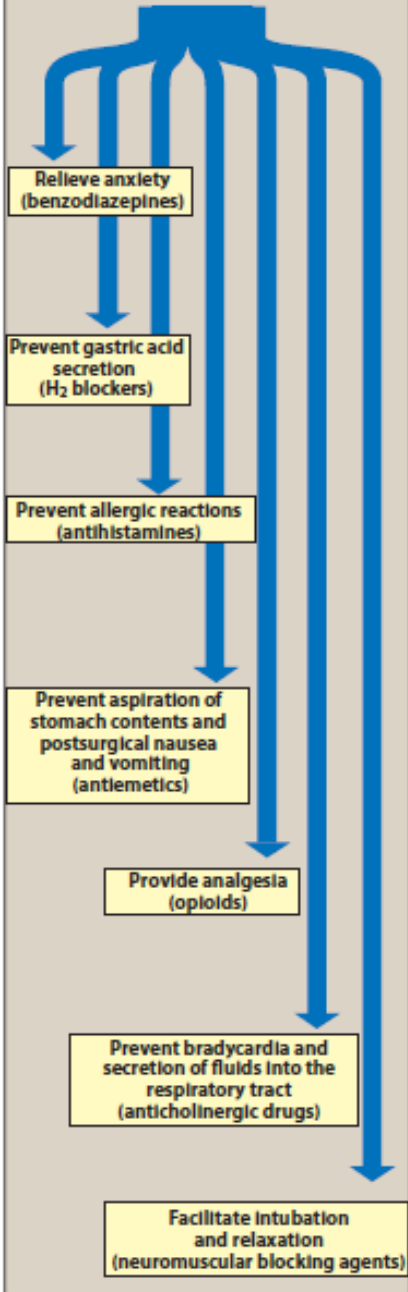 Relieve anxiety
(benzodiazepines)
Prevent gastric acid
secretion
(H₂ blockers)
Prevent allergic reactions
(antihistamines)
Prevent aspiration of
stomach contents and
postsurgical nausea
and vomiting
(antiemetics)
Provide analgesia
(opioids)
Prevent bradycardia and
secretion of fluids into the
respiratory tract
(anticholinergic drugs)
Facilitate intubation
and relaxation
(neuromuscular blocking agents)